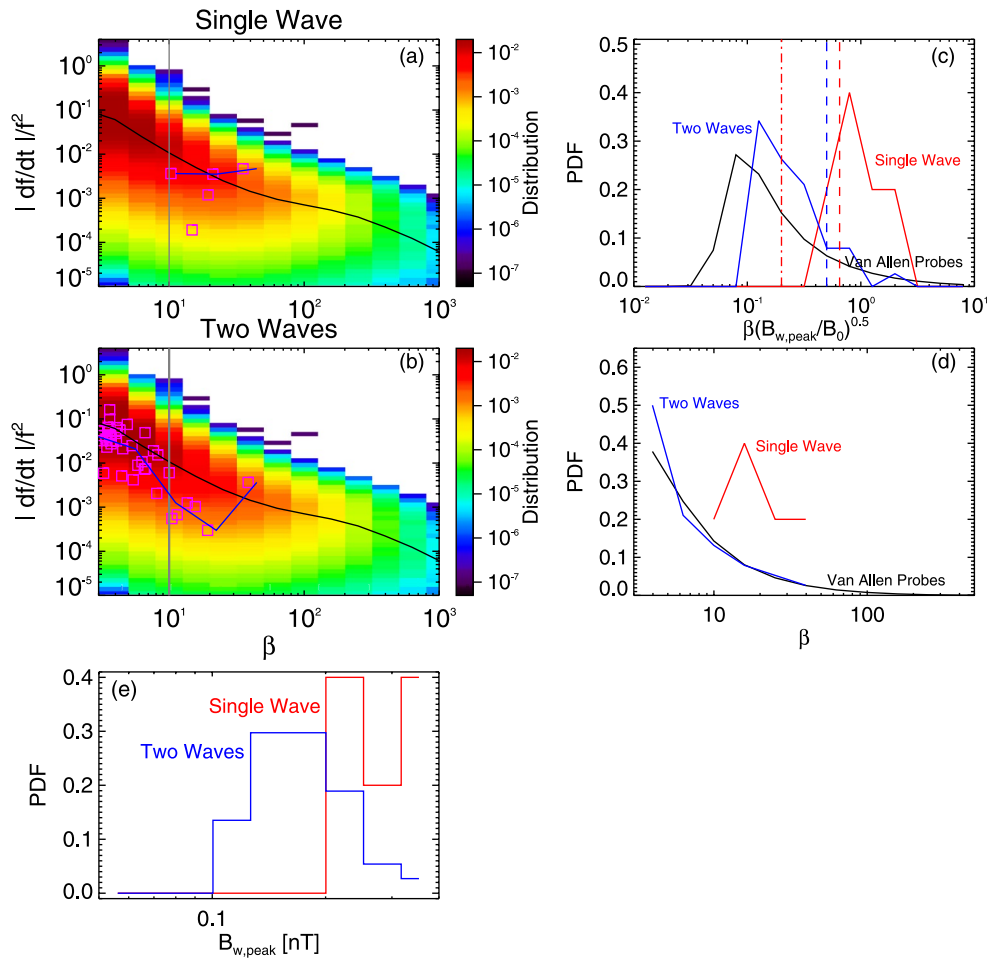 Single Wave
(a)
| df/dt |/f²
10⁰
10⁻¹
10⁻²
10⁻³
10⁻⁴
10⁻⁵
10¹ 10² 10³
10⁻²
10⁻³
10⁻⁴
10⁻⁵
10⁻⁶
10⁻⁷
Distribution
Two Waves
(b)
| df/dt |/f²
10⁰
10⁻¹
10⁻²
10⁻³
10⁻⁴
10⁻⁵
10¹ 10² 10³
β
10⁻²
10⁻³
10⁻⁴
10⁻⁵
10⁻⁶
10⁻⁷
Distribution
(c)
PDF
0.5
0.4
0.3
0.2
0.1
0.0
Two Waves
Single Wave
Van Allen Probes
10⁻² 10⁻¹ 10⁰ 10¹
β(B_w,peak/B₀)^0.5
(d)
PDF
0.6
0.5
0.4
0.3
0.2
0.1
0.0
Two Waves
Single Wave
Van Allen Probes
10 100
β
(e)
PDF
0.4
0.3
0.2
0.1
0.0
Single Wave
Two Waves
0.1
B_w,peak [nT]